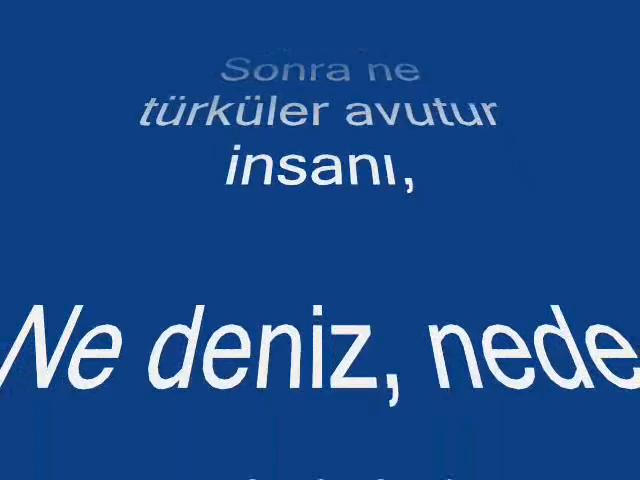 Sonra ne
türküler avutur
insanı,
Ne deniz, nede